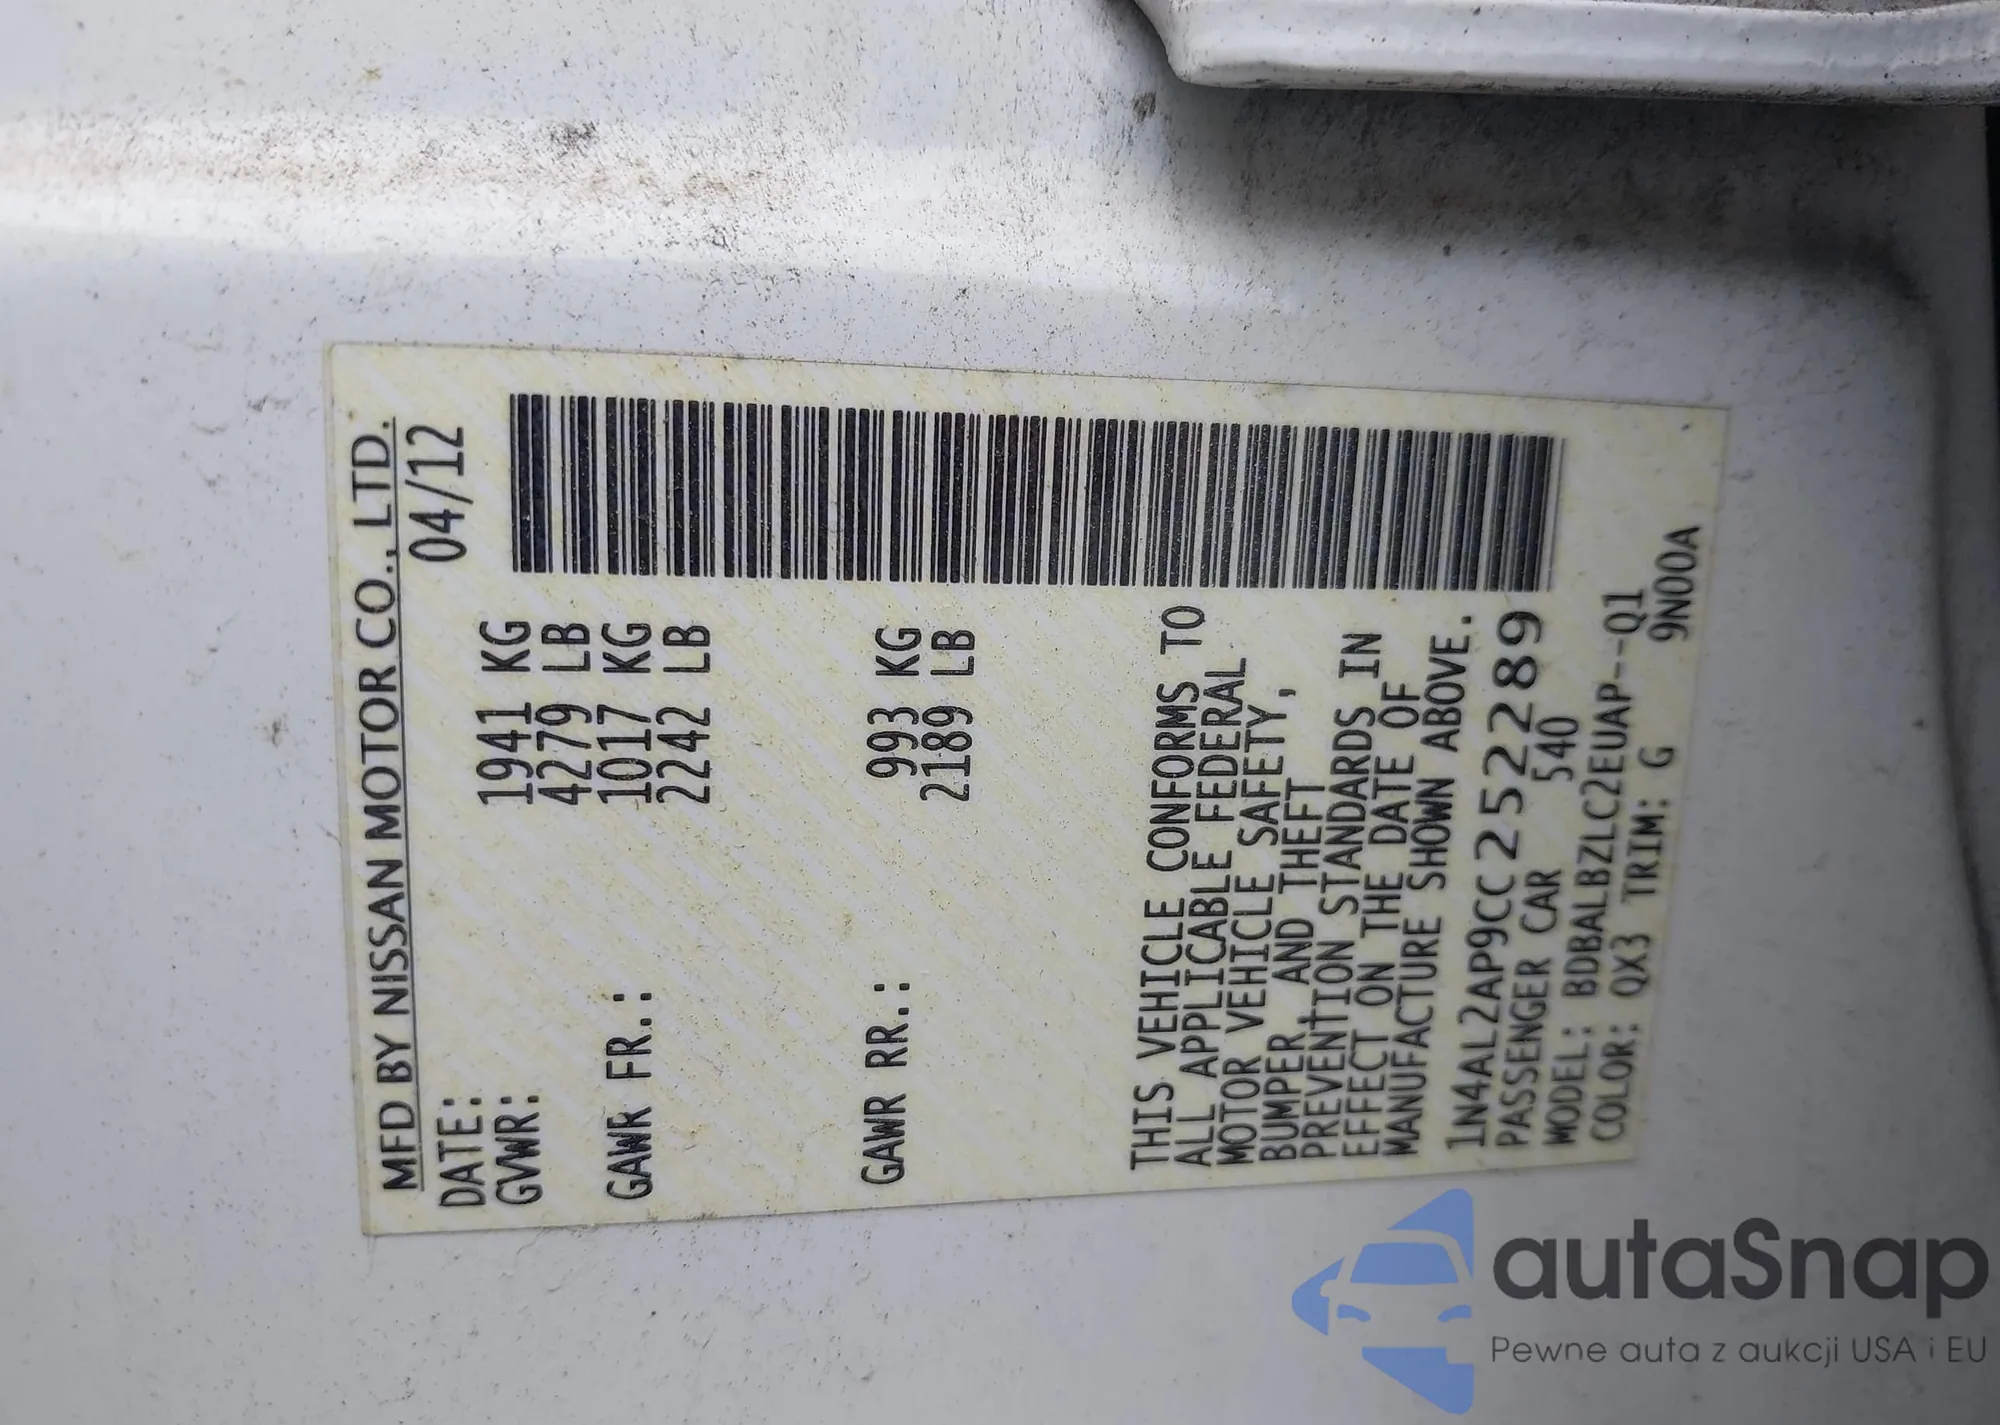 MFD BY NISSAN MOTOR CO., LTD.
DATE: 04/12
GVWR: 1941 KG
4279 LB
GAWR FR.: 1017 KG
2242 LB
GAWR RR.: 993 KG
2189 LB
THIS VEHICLE CONFORMS TO
ALL APPLICABLE FEDERAL
MOTOR VEHICLE SAFETY,
BUMPER AND THEFT
PREVENTION STANDARDS IN
EFFECT ON THE DATE OF
MANUFACTURE SHOWN ABOVE.
1N4AL2AP9CC252289
PASSENGER CAR 540
MODEL: BDBALBZLC2EUAP--Q1
COLOR: QX3 TRIM: G 9N00A
autaSnap
Pewne auta z aukcji USA i EU